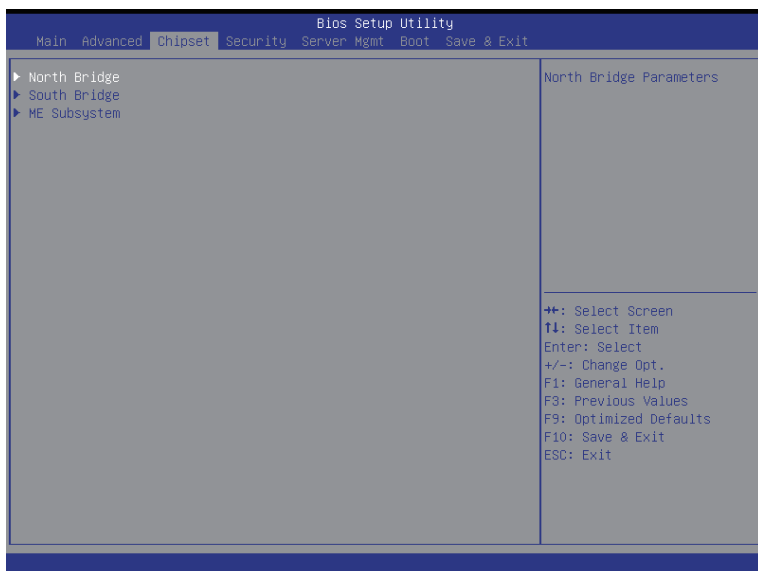 Bios Setup Utility
Main Advanced Chipset Security Server Mgmt Boot Save & Exit
North Bridge
South Bridge
ME Subsystem
North Bridge Parameters
→←: Select Screen
↑↓: Select Item
Enter: Select
+/-: Change Opt.
F1: General Help
F3: Previous Values
F9: Optimized Defaults
F10: Save & Exit
ESC: Exit